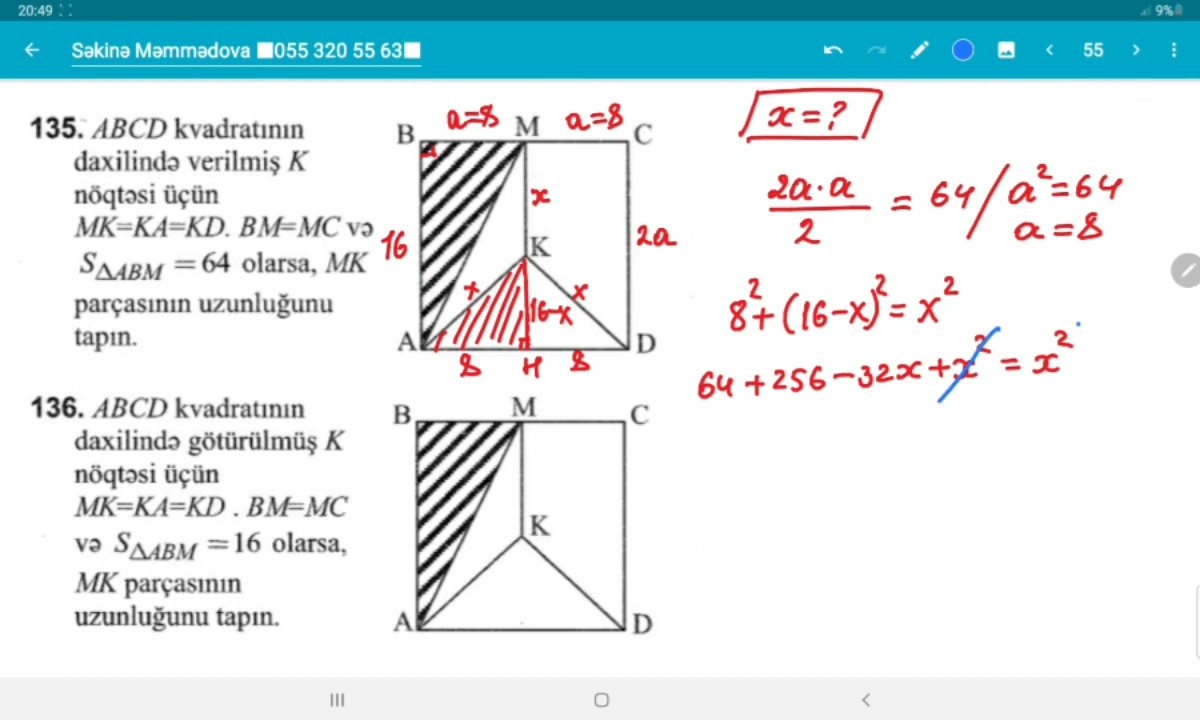 20:49
9%
Səkinə Məmmədova 055 320 55 63
55
135. ABCD kvadratının
daxilində verilmiş K
nöqtəsi üçün
MK=KA=KD. BM=MC və
S△ABM =64 olarsa, MK
parçasının uzunluğunu
tapın.
B a=8 M a=8 C
x
16 K 2a
x x
16-x
A D
8 H 8
x=?
2a·a/2 = 64 / a²=64
a=8
8²+(16-x)²=x²
64+256-32x+x²=x²
136. ABCD kvadratının
daxilində götürülmüş K
nöqtəsi üçün
MK=KA=KD . BM=MC
və S△ABM =16 olarsa,
MK parçasının
uzunluğunu tapın.
B M C
K
A D